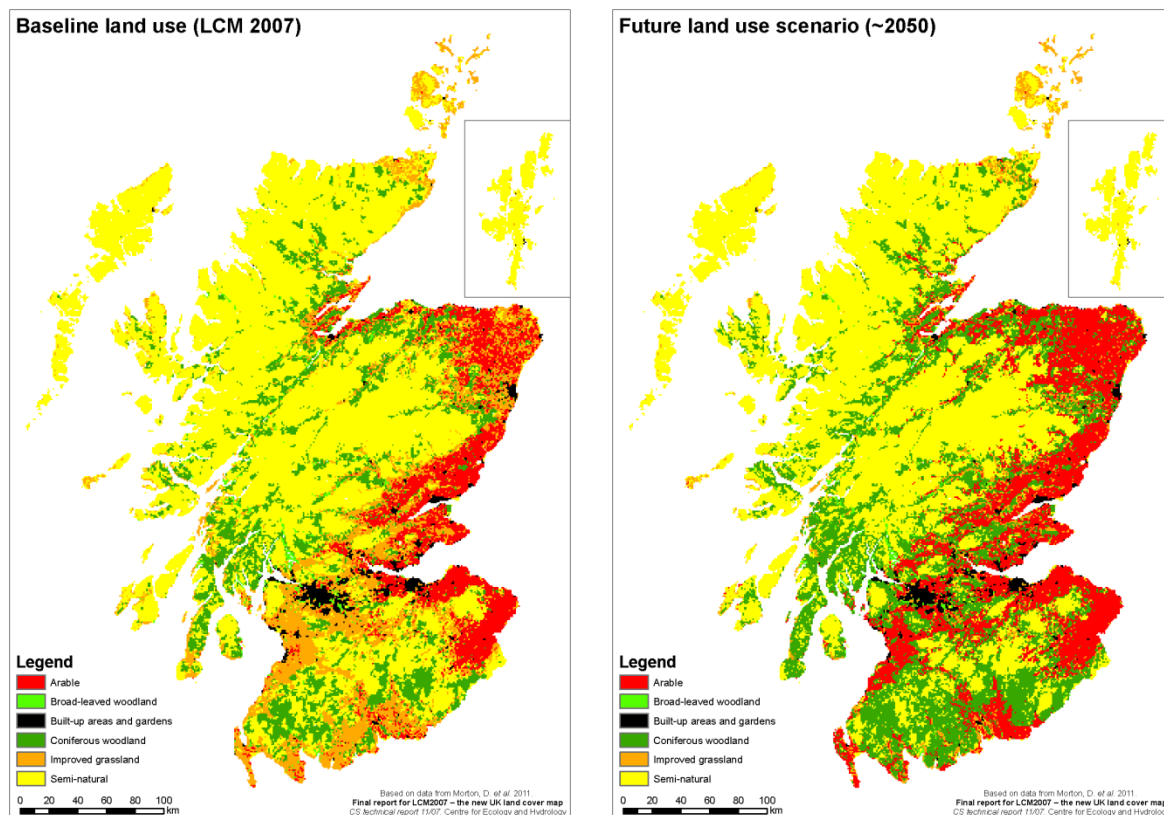 Baseline land use (LCM 2007)
Legend
Arable
Broad-leaved woodland
Built-up areas and gardens
Coniferous woodland
Improved grassland
Semi-natural
0 20 40 60 80 100
km
Based on data from Morton, D. et al. 2011.
Final report for LCM2007 – the new UK land cover map
CS technical report 11/07. Centre for Ecology and Hydrology
Future land use scenario (~2050)
Legend
Arable
Broad-leaved woodland
Built-up areas and gardens
Coniferous woodland
Improved grassland
Semi-natural
0 20 40 60 80 100
km
Based on data from Morton, D. et al. 2011.
Final report for LCM2007 – the new UK land cover map
CS technical report 11/07. Centre for Ecology and Hydrology